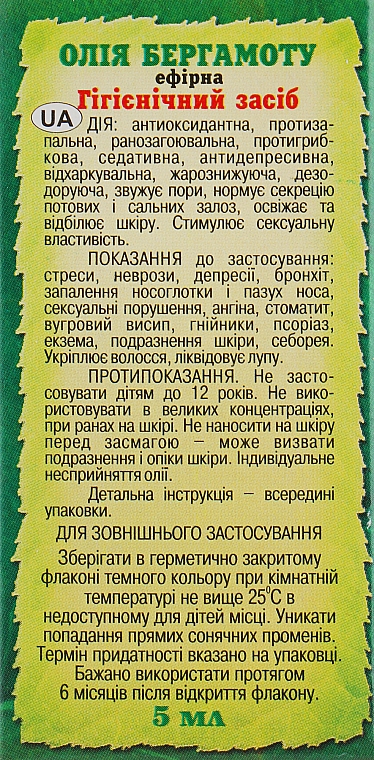 ОЛІЯ БЕРГАМОТУ
ефірна
Гігієнічний засіб
UA
ДІЯ: антиоксидантна, протиза-
пальна, ранозагоювальна, протигриб-
кова, седативна, антидепресивна,
відхаркувальна, жарознижуюча, дезо-
доруюча, звужує пори, нормує секрецію
потових і сальних залоз, освіжає та
відбілює шкіру. Стимулює сексуальну
властивість.
ПОКАЗАННЯ до застосування:
стреси, неврози, депресії, бронхіт,
запалення носоглотки і пазух носа,
сексуальні порушення, ангіна, стоматит,
вугровий висип, гнійники, псоріаз,
екзема, подразнення шкіри, себорея.
Укріплює волосся, ліквідовує лупу.
ПРОТИПОКАЗАННЯ. Не засто-
совувати дітям до 12 років. Не вико-
ристовувати в великих концентраціях,
при ранах на шкірі. Не наносити на шкіру
перед засмагою – може визвати
подразнення і опіки шкіри. Індивидуальне
несприйняття олії.
Детальна інструкція – всередині
упаковки.
ДЛЯ ЗОВНІШНЬОГО ЗАСТОСУВАННЯ
Зберігати в герметично закритому
флаконі темного кольору при кімнатній
температурі не вище 25°С в
недоступному для дітей місці. Уникати
попадання прямих сонячних променів.
Термін придатності вказано на упаковці.
Бажано використати протягом
6 місяців після відкриття флакону.
5 мл